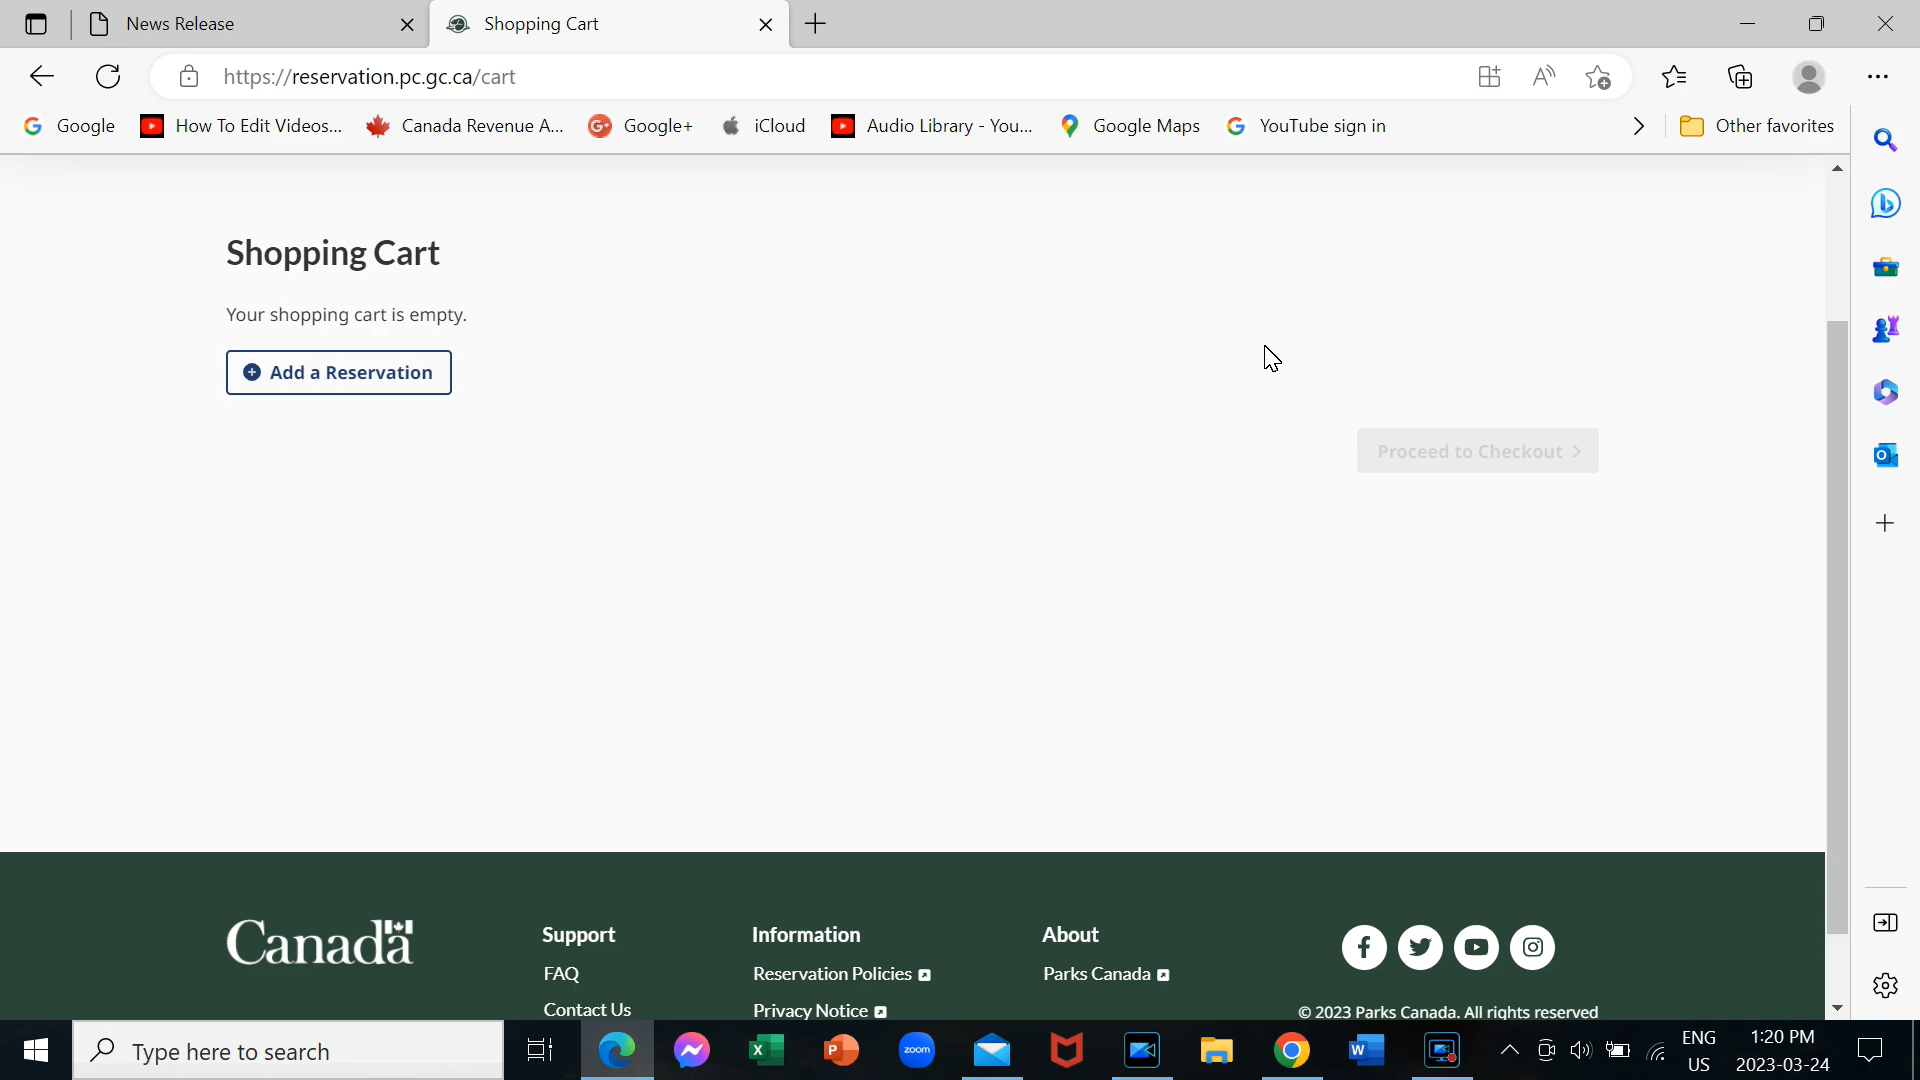 News Release
Shopping Cart
https://reservation.pc.gc.ca/cart
Google
How To Edit Videos...
Canada Revenue A...
Google+
iCloud
Audio Library - You...
Google Maps
YouTube sign in
Other favorites
Shopping Cart
Your shopping cart is empty.
Add a Reservation
Proceed to Checkout
Canada
Support
FAQ
Contact Us
Information
Reservation Policies
Privacy Notice
About
Parks Canada
© 2023 Parks Canada. All rights reserved
Type here to search
zoom
ENG
US
1:20 PM
2023-03-24